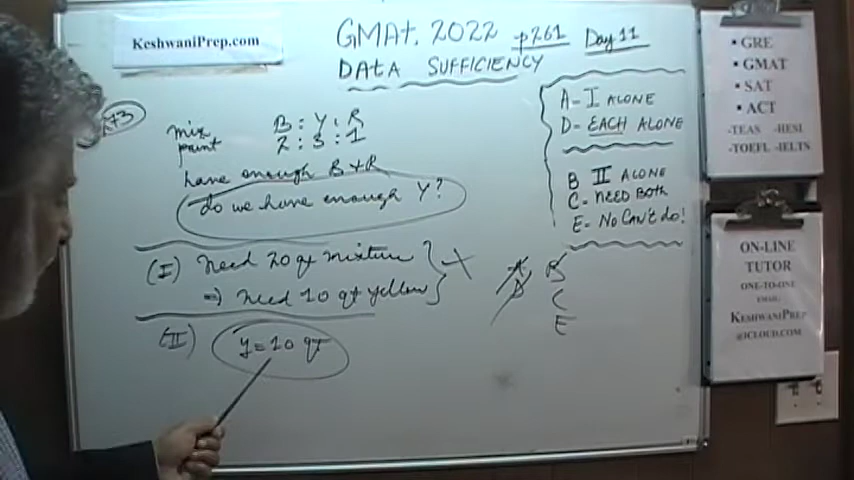 KeshwaniPrep.com
GMAT. 2022 p261 Day 11
DATA SUFFICIENCY
mix paint
B : Y : R
2 : 3 : 1
have enough B + R
do we have enough Y?
(I) Need 20 qt mixture
⇒ need 10 qt yellow
(II) y = 10 qt
A - I ALONE
D = EACH ALONE
B II ALONE
C = NEED BOTH
E = NO CAN'T DO!
A B
D C
E
▪ GRE
▪ GMAT
▪ SAT
▪ ACT
-TEAS -HESI
-TOEFL -IELTS
ON-LINE
TUTOR
ONE-TO-ONE
EMAIL:
KESHWANIPREP
@ICLOUD.COM